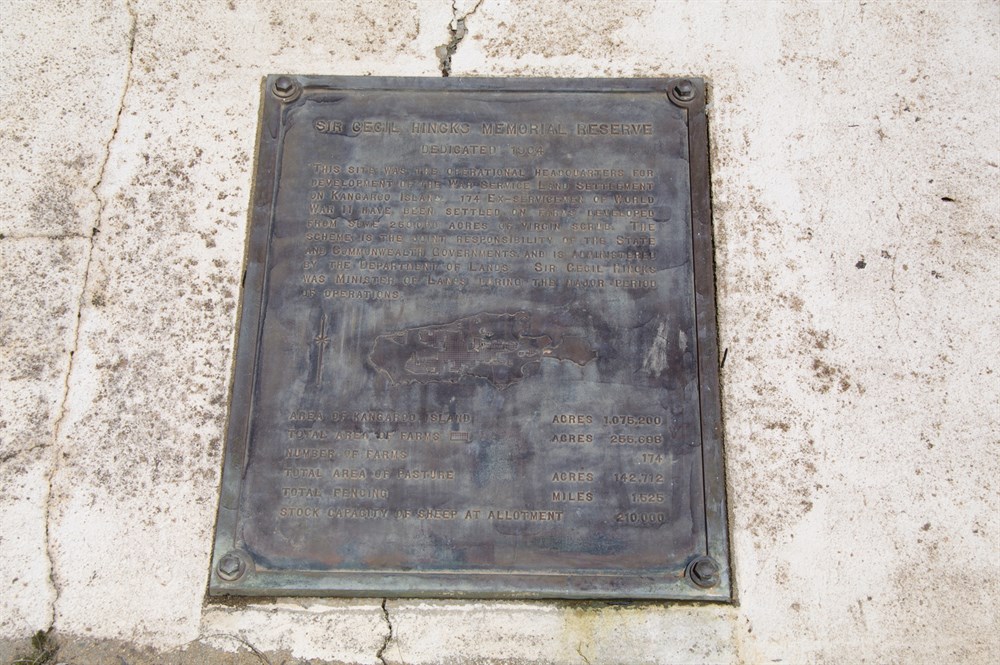 SIR CECIL HINCKS MEMORIAL RESERVE
DEDICATED 1964
THIS SITE WAS THE OPERATIONAL HEADQUARTERS FOR
DEVELOPMENT OF THE WAR SERVICE LAND SETTLEMENT
ON KANGAROO ISLAND. 174 EX-SERVICEMEN OF WORLD
WAR II HAVE BEEN SETTLED ON FARMS DEVELOPED
FROM SOME ACRES OF VIRGIN SCRUB. THE
SCHEME IS THE JOINT RESPONSIBILITY OF THE STATE
AND COMMONWEALTH GOVERNMENTS AND IS ADMINISTERED
BY THE DEPARTMENT OF LANDS. SIR CECIL HINCKS
WAS MINISTER OF LANDS DURING THE MAJOR PERIOD
OF OPERATIONS.
AREA OF KANGAROO ISLAND ACRES 1,075,200
TOTAL AREA OF FARMS ACRES
NUMBER OF FARMS 174
TOTAL AREA OF PASTURE ACRES 142,712
TOTAL FENCING MILES 1,625
STOCK CAPACITY OF SHEEP AT ALLOTMENT 210,000